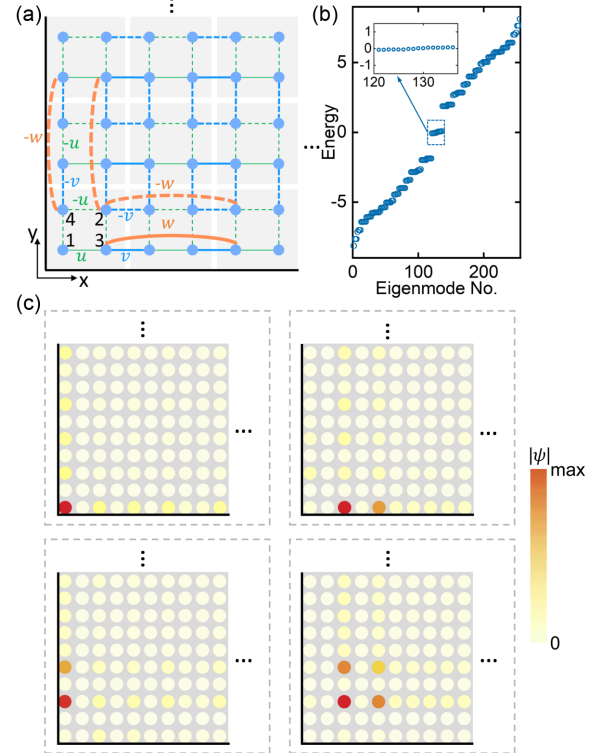 (a)
⋮
-w
-u
-v
-u
-w
-v
4 2
1 3
w
y
x
u
v
...
(b)
Energy
5
0
-5
1
0
-1
120 130
0 100 200
Eigenmode No.
(c)
⋮
...
⋮
...
⋮
...
⋮
...
|ψ|
max
0